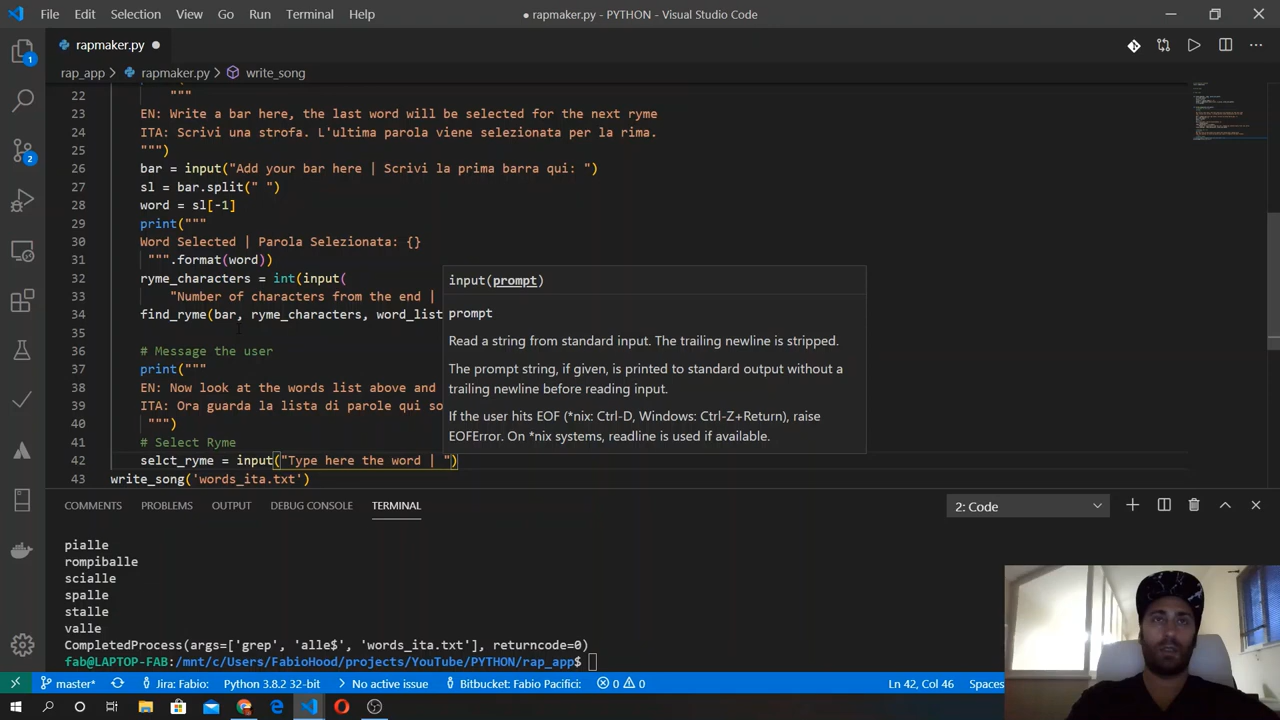 File Edit Selection View Go Run Terminal Help
● rapmaker.py - PYTHON - Visual Studio Code
rapmaker.py ●
rap_app > rapmaker.py > write_song
22 """
23 EN: Write a bar here, the last word will be selected for the next ryme
24 ITA: Scrivi una strofa. L'ultima parola viene selezionata per la rima.
25 """)
26 bar = input("Add your bar here | Scrivi la prima barra qui: ")
27 sl = bar.split(" ")
28 word = sl[-1]
29 print("""
30 Word Selected | Parola Selezionata: {}
31 """.format(word))
32 ryme_characters = int(input(
33 "Number of characters from the end |
34 find_ryme(bar, ryme_characters, word_list
35
36 # Message the user
37 print("""
38 EN: Now look at the words list above and
39 ITA: Ora guarda la lista di parole qui so
40 """)
41 # Select Ryme
42 selct_ryme = input("Type here the word | ")
43 write_song('words_ita.txt')
input(prompt)
prompt
Read a string from standard input. The trailing newline is stripped.
The prompt string, if given, is printed to standard output without a
trailing newline before reading input.
If the user hits EOF (*nix: Ctrl-D, Windows: Ctrl-Z+Return), raise
EOFError. On *nix systems, readline is used if available.
COMMENTS PROBLEMS OUTPUT DEBUG CONSOLE TERMINAL 2: Code
pialle
rompiballe
scialle
spalle
stalle
valle
CompletedProcess(args=['grep', 'alle$', 'words_ita.txt'], returncode=0)
fab@LAPTOP-FAB:/mnt/c/Users/FabioHood/projects/YouTube/PYTHON/rap_app$
master* Jira: Fabio: Python 3.8.2 32-bit No active issue Bitbucket: Fabio Pacifici: 0 0 Ln 42, Col 46 Spaces